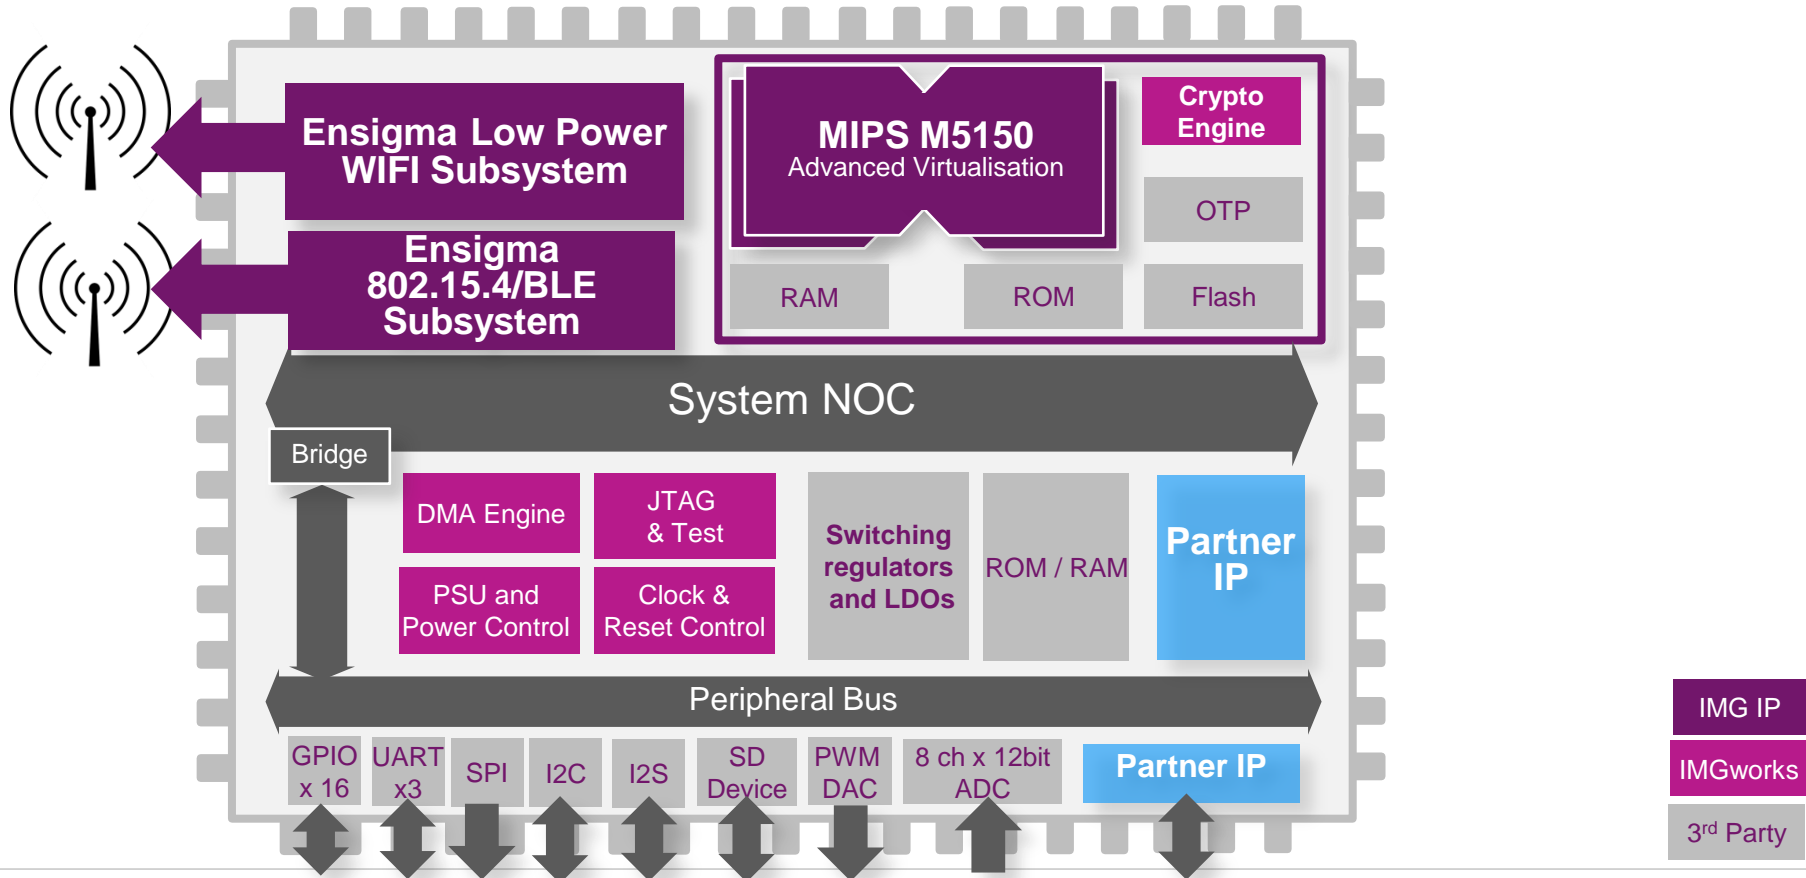 Ensigma Low Power
WIFI Subsystem
MIPS M5150
Advanced Virtualisation
Crypto
Engine
OTP
Ensigma
802.15.4/BLE
Subsystem
RAM
ROM
Flash
System NOC
Bridge
DMA Engine
JTAG
& Test
PSU and
Power Control
Clock &
Reset Control
Switching
regulators
and LDOs
ROM / RAM
Partner
IP
Peripheral Bus
GPIO
x 16
UART
x3
SPI
I2C
I2S
SD
Device
PWM
DAC
8 ch x 12bit
ADC
Partner IP
IMG IP
IMGworks
3rd Party